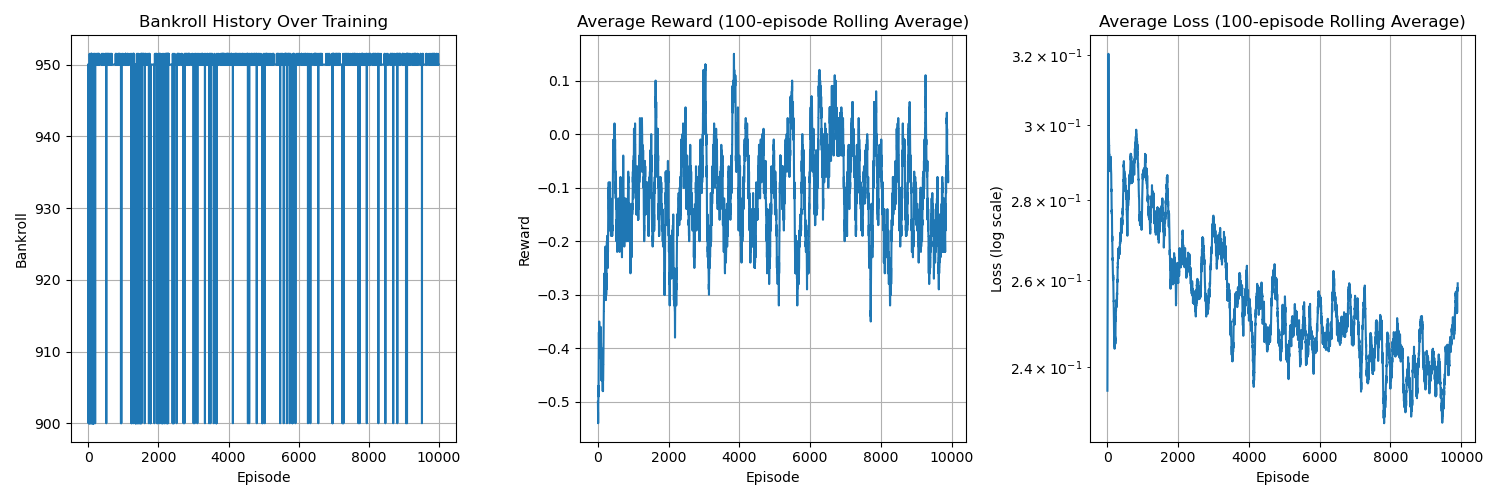 Bankroll History Over Training
950
940
930
920
910
900
Bankroll
0 2000 4000 6000 8000 10000
Episode
Average Reward (100-episode Rolling Average)
0.1
0.0
−0.1
−0.2
−0.3
−0.4
−0.5
Reward
0 2000 4000 6000 8000 10000
Episode
Average Loss (100-episode Rolling Average)
3.2 × 10⁻¹
3 × 10⁻¹
2.8 × 10⁻¹
2.6 × 10⁻¹
2.4 × 10⁻¹
Loss (log scale)
0 2000 4000 6000 8000 10000
Episode